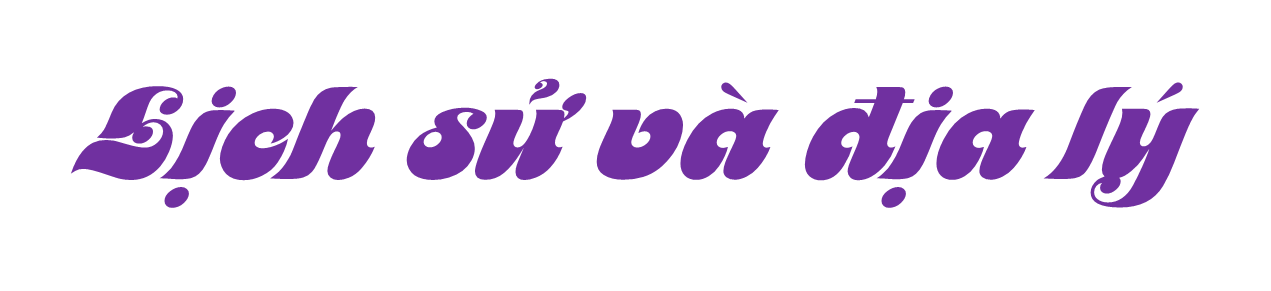 Lịch sử và địa lý